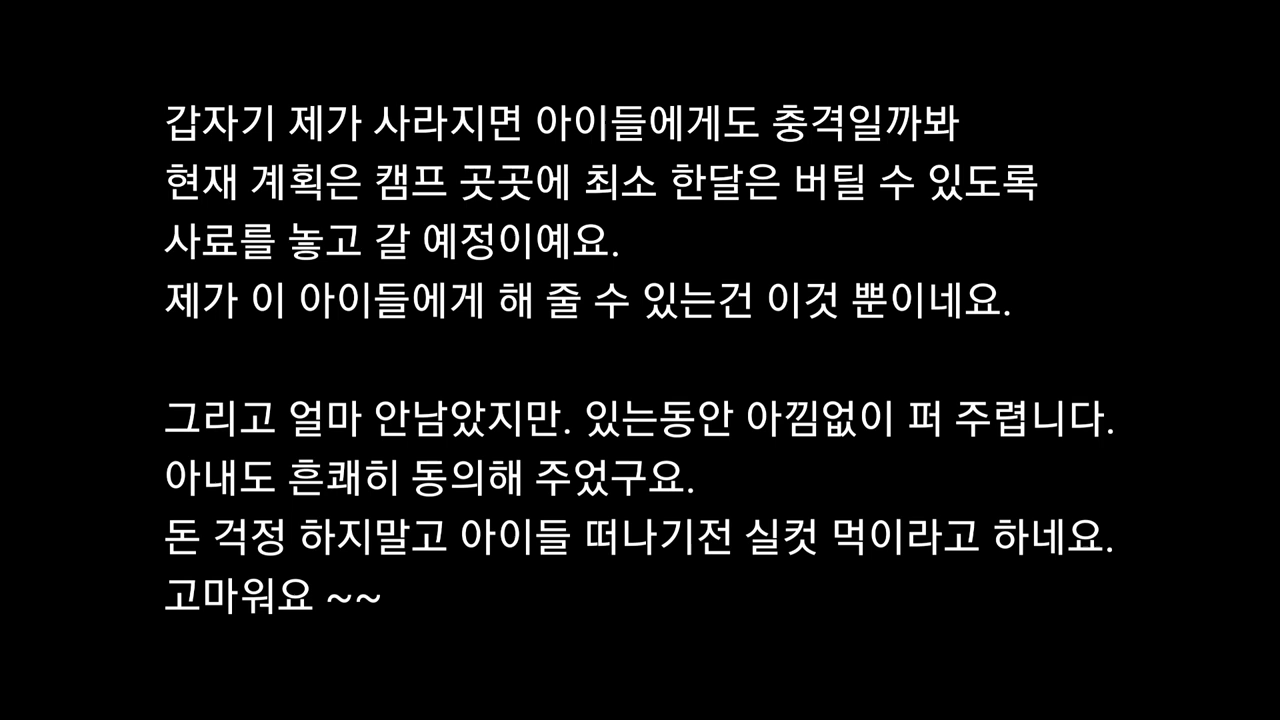 갑자기 제가 사라지면 아이들에게도 충격일까봐
현재 계획은 캠프 곳곳에 최소 한달은 버틸 수 있도록
사료를 놓고 갈 예정이예요.
제가 이 아이들에게 해 줄 수 있는건 이것 뿐이네요.
그리고 얼마 안남았지만. 있는동안 아낌없이 퍼 주렵니다.
아내도 흔쾌히 동의해 주었구요.
돈 걱정 하지말고 아이들 떠나기전 실컷 먹이라고 하네요.
고마워요 ~~